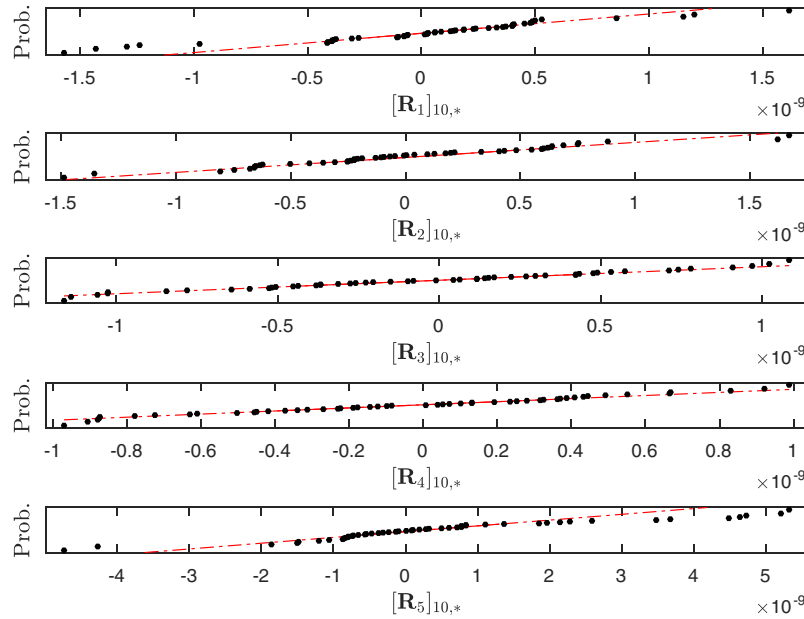 Prob.
-1.5 -1 -0.5 0 0.5 1 1.5
[R₁]₁₀,* ×10⁻⁹
Prob.
-1.5 -1 -0.5 0 0.5 1 1.5
[R₂]₁₀,* ×10⁻⁹
Prob.
-1 -0.5 0 0.5 1
[R₃]₁₀,* ×10⁻⁹
Prob.
-1 -0.8 -0.6 -0.4 -0.2 0 0.2 0.4 0.6 0.8 1
[R₄]₁₀,* ×10⁻⁹
Prob.
-4 -3 -2 -1 0 1 2 3 4 5
[R₅]₁₀,* ×10⁻⁹